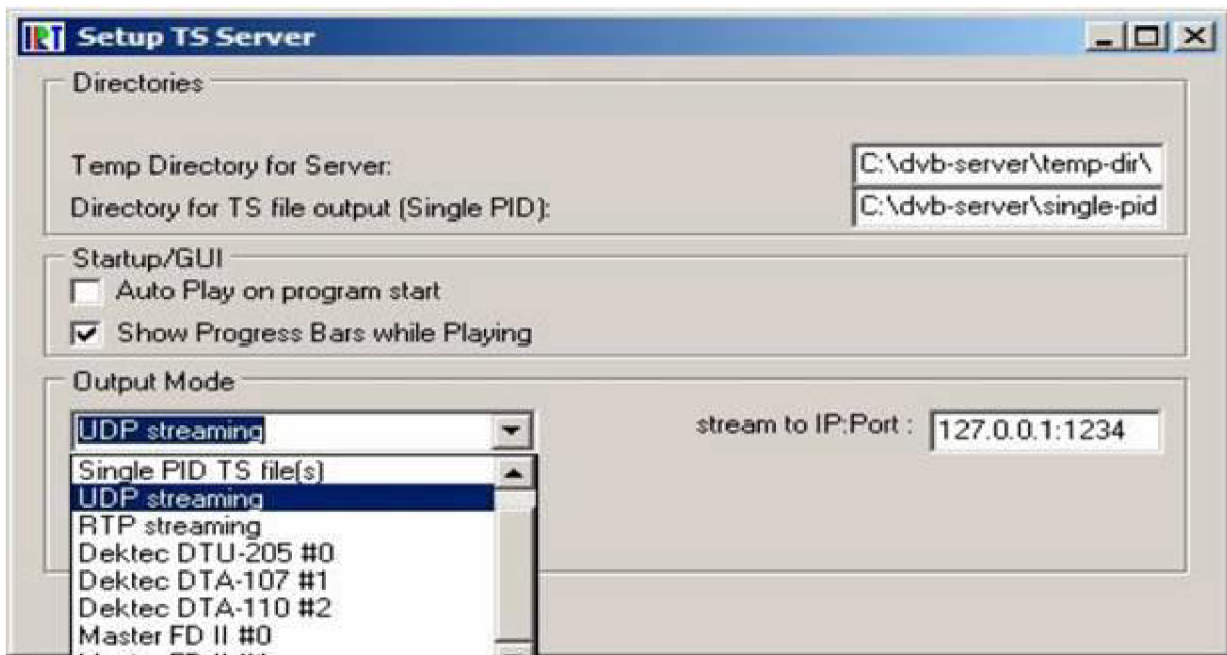 IRT Setup TS Server
Directories
Temp Directory for Server: C:\dvb-server\temp-dir\
Directory for TS file output (Single PID): C:\dvb-server\single-pid
Startup/GUI
Auto Play on program start
Show Progress Bars while Playing
Output Mode
UDP streaming stream to IP:Port : 127.0.0.1:1234
Single PID TS file(s)
UDP streaming
RTP streaming
Dektec DTU-205 #0
Dektec DTA-107 #1
Dektec DTA-110 #2
Master FD II #0